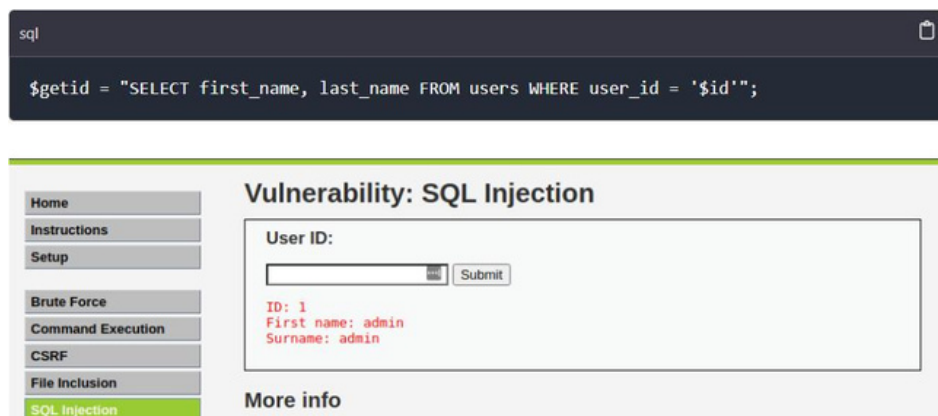 sql
$getid = "SELECT first_name, last_name FROM users WHERE user_id = '$id'";
Home
Instructions
Setup
Brute Force
Command Execution
CSRF
File Inclusion
SQL Injection
Vulnerability: SQL Injection
User ID:
Submit
ID: 1
First name: admin
Surname: admin
More info